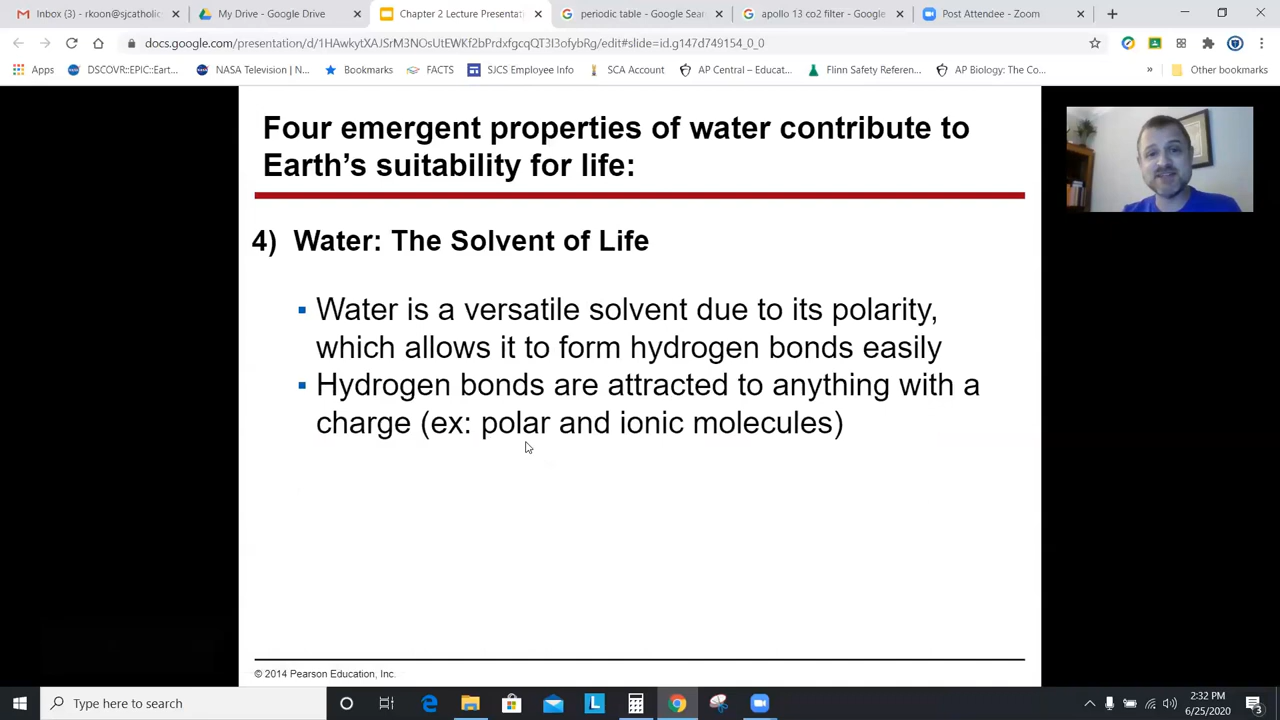 Inbox (3) - rkoon@sjcatholic
My Drive - Google Drive
Chapter 2 Lecture Presentati
periodic table - Google Sear
apollo 13 co2 filter - Google
Post Attendee - Zoom
docs.google.com/presentation/d/
/edit#slide=id.g147d749154_0_0
Apps
DSCOVR::EPIC::Eart...
NASA Television | N...
Bookmarks
FACTS
SJCS Employee Info
SCA Account
AP Central – Educat...
Flinn Safety Referen...
AP Biology: The Co...
»
Other bookmarks
Four emergent properties of water contribute to
Earth’s suitability for life:
4) Water: The Solvent of Life
▪ Water is a versatile solvent due to its polarity,
which allows it to form hydrogen bonds easily
▪ Hydrogen bonds are attracted to anything with a
charge (ex: polar and ionic molecules)
© 2014 Pearson Education, Inc.
Type here to search
2:32 PM
6/25/2020
3